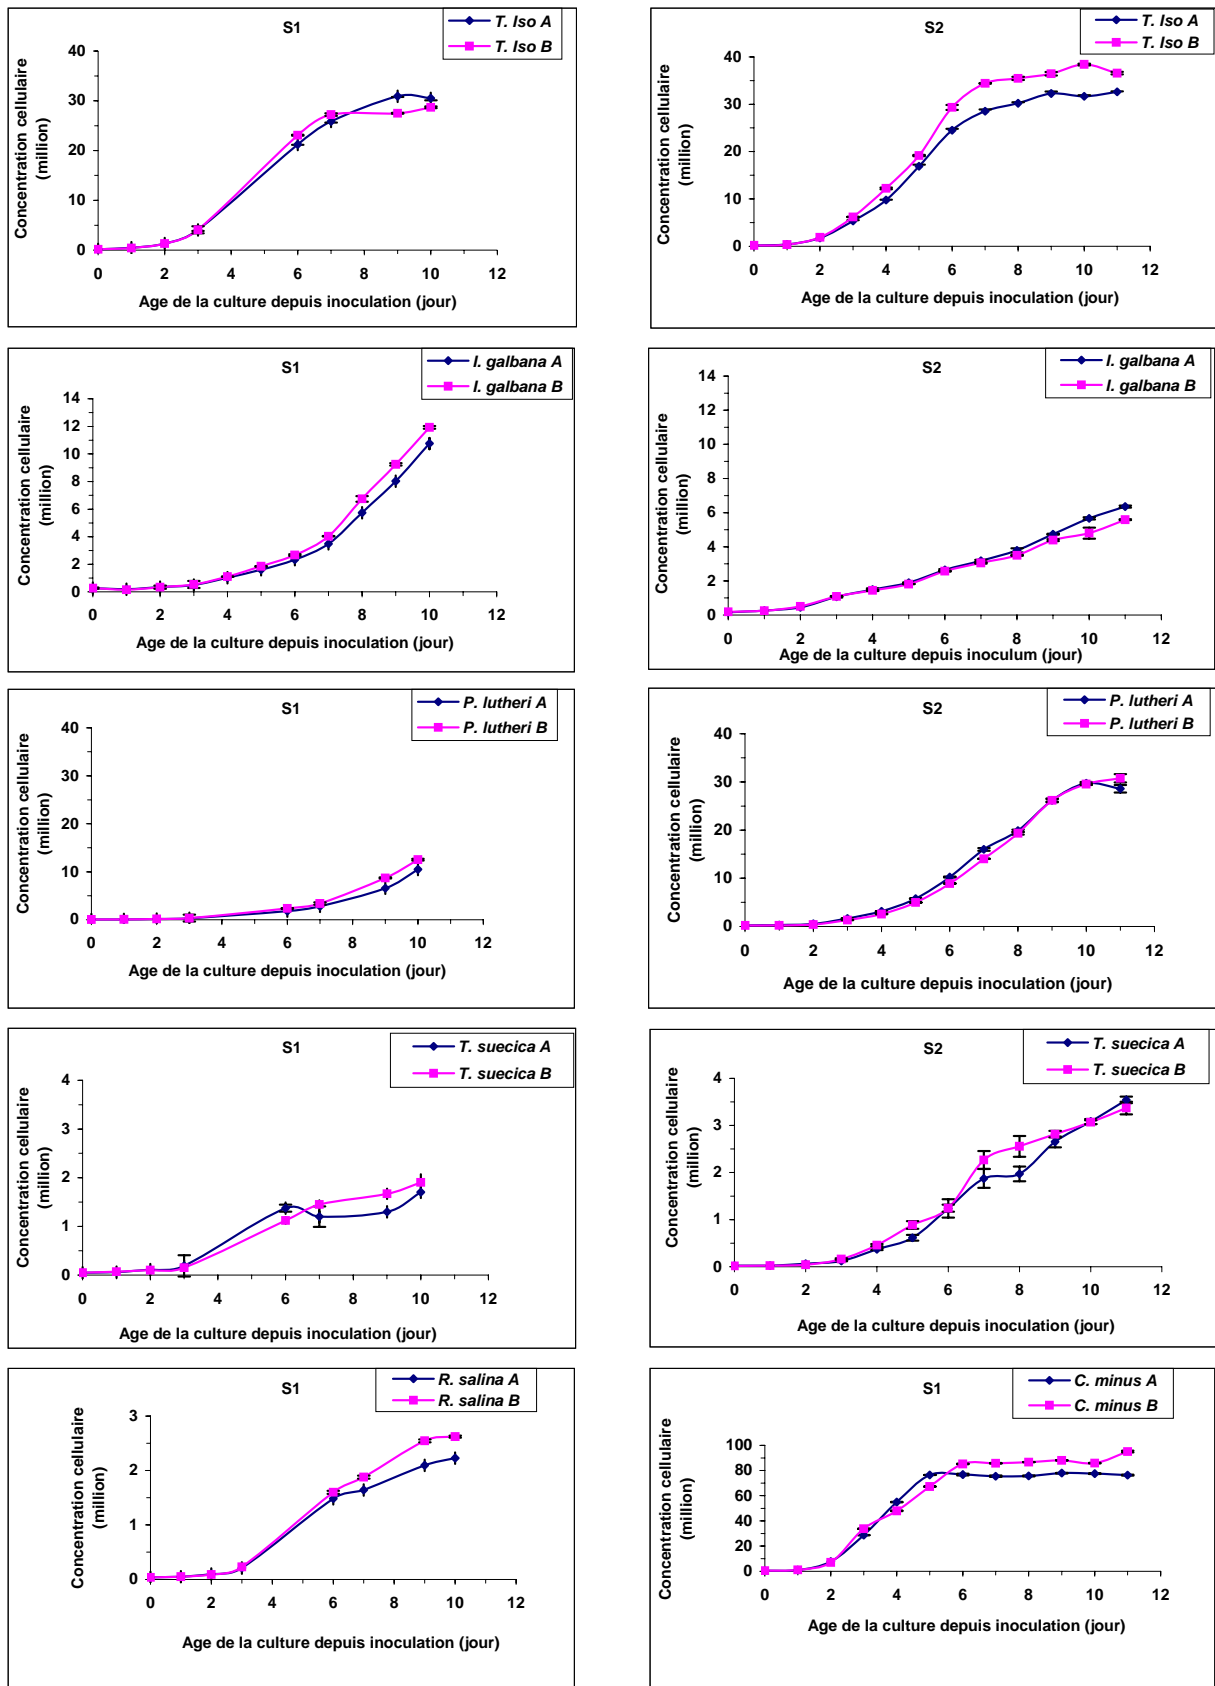 S1
T. Iso A
T. Iso B
Concentration cellulaire
(million)
40
30
20
10
0
0 2 4 6 8 10 12
Age de la culture depuis inoculation (jour)
S2
T. Iso A
T. Iso B
Concentration cellulaire
(million)
40
30
20
10
0
0 2 4 6 8 10 12
Age de la culture depuis inoculation (jour)
S1
I. galbana A
I. galbana B
Concentration cellulaire
(million)
14
12
10
8
6
4
2
0
0 2 4 6 8 10 12
Age de la culture depuis inoculation (jour)
S2
I. galbana A
I. galbana B
Concentration cellulaire
(million)
14
12
10
8
6
4
2
0
0 2 4 6 8 10 12
Age de la culture depuis inoculum (jour)
S1
P. lutheri A
P. lutheri B
Concentration cellulaire
(million)
40
30
20
10
0
0 2 4 6 8 10 12
Age de la culture depuis inoculation (jour)
S2
P. lutheri A
P. lutheri B
Concentration cellulaire
(million)
40
30
20
10
0
0 2 4 6 8 10 12
Age de la culture depuis inoculation (jour)
S1
T. suecica A
T. suecica B
Concentration cellulaire
(million)
4
3
2
1
0
0 2 4 6 8 10 12
Age de la culture depuis inoculation (jour)
S2
T. suecica A
T. suecica B
Concentration cellulaire
(million)
4
3
2
1
0
0 2 4 6 8 10 12
Age de la culture depuis inoculation (jour)
S1
R. salina A
R. salina B
Concentration cellulaire
(million)
3
2
1
0
0 2 4 6 8 10 12
Age de la culture depuis inoculation (jour)
S1
C. minus A
C. minus B
Concentration cellulaire
(million)
100
80
60
40
20
0
0 2 4 6 8 10 12
Age de la culture depuis inoculation (jour)